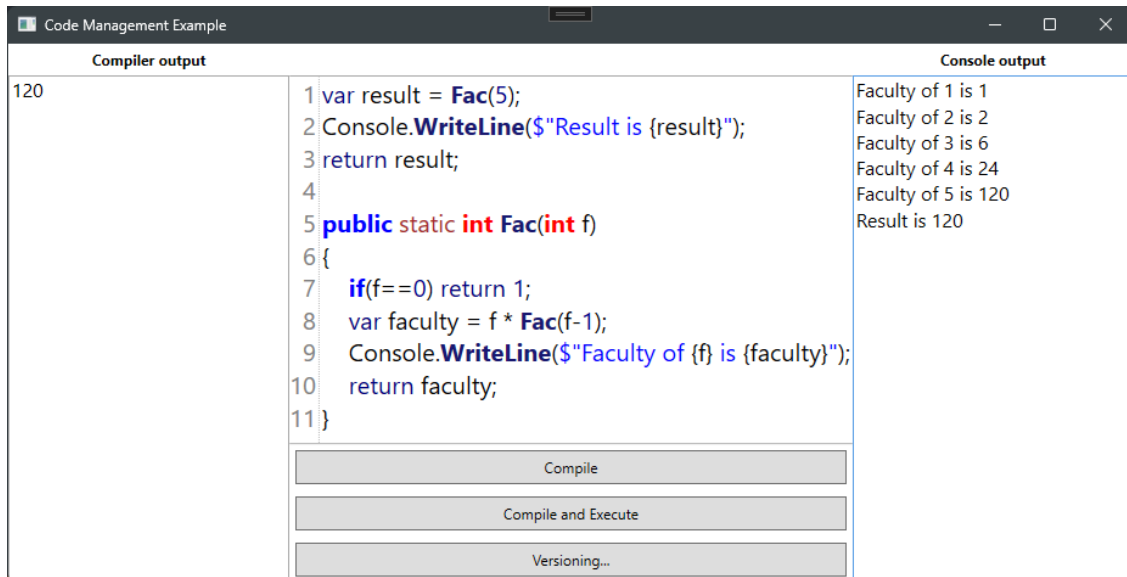 Code Management Example
Compiler output
Console output
120
1 var result = Fac(5);
2 Console.WriteLine($"Result is {result}");
3 return result;
4
5 public static int Fac(int f)
6 {
7 if(f==0) return 1;
8 var faculty = f * Fac(f-1);
9 Console.WriteLine($"Faculty of {f} is {faculty}");
10 return faculty;
11 }
Compile
Compile and Execute
Versioning...
Faculty of 1 is 1
Faculty of 2 is 2
Faculty of 3 is 6
Faculty of 4 is 24
Faculty of 5 is 120
Result is 120